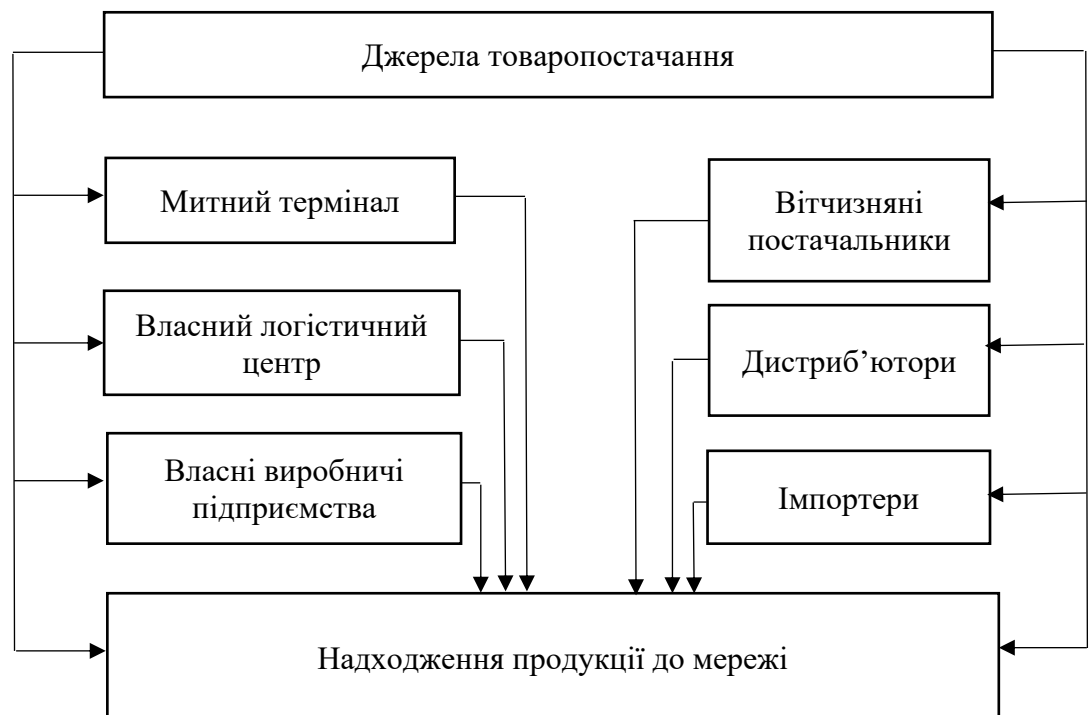 Джерела товаропостачання
Митний термінал
Власний логістичний
центр
Власні виробничі
підприємства
Вітчизняні
постачальники
Дистриб’ютори
Імпортери
Надходження продукції до мережі